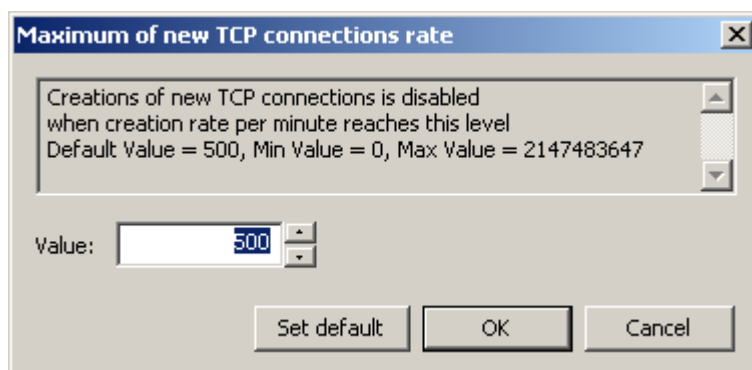 Maximum of new TCP connections rate
Creations of new TCP connections is disabled
when creation rate per minute reaches this level
Default Value = 500, Min Value = 0, Max Value = 2147483647
Value: 500
Set default OK Cancel